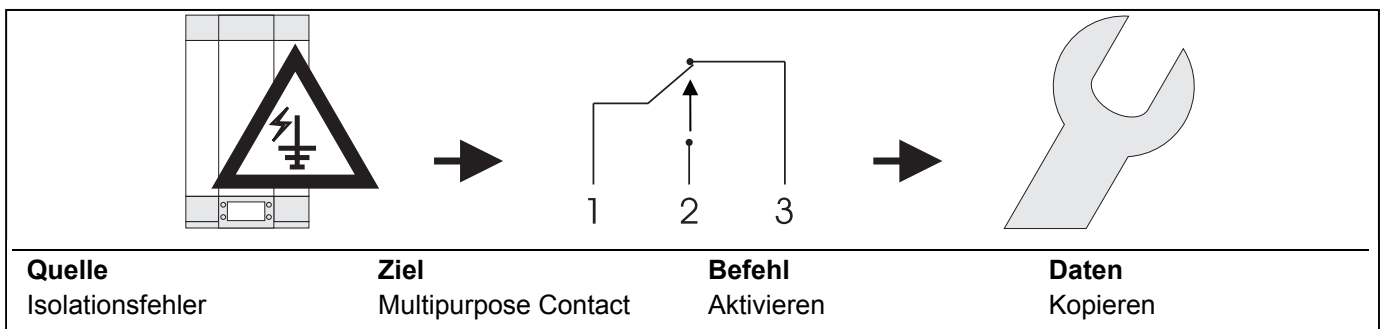 1 2 3
Quelle Ziel Befehl Daten
Isolationsfehler Multipurpose Contact Aktivieren Kopieren